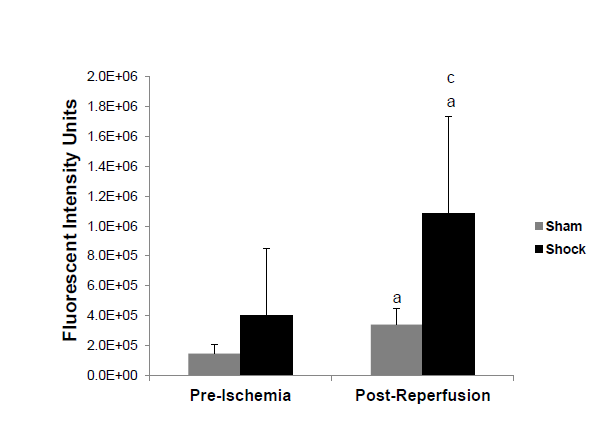 Fluorescent Intensity Units
2.0E+06
1.8E+06
1.6E+06
1.4E+06
1.2E+06
1.0E+06
8.0E+05
6.0E+05
4.0E+05
2.0E+05
0.0E+00
c
a
a
Pre-Ischemia
Post-Reperfusion
Sham
Shock